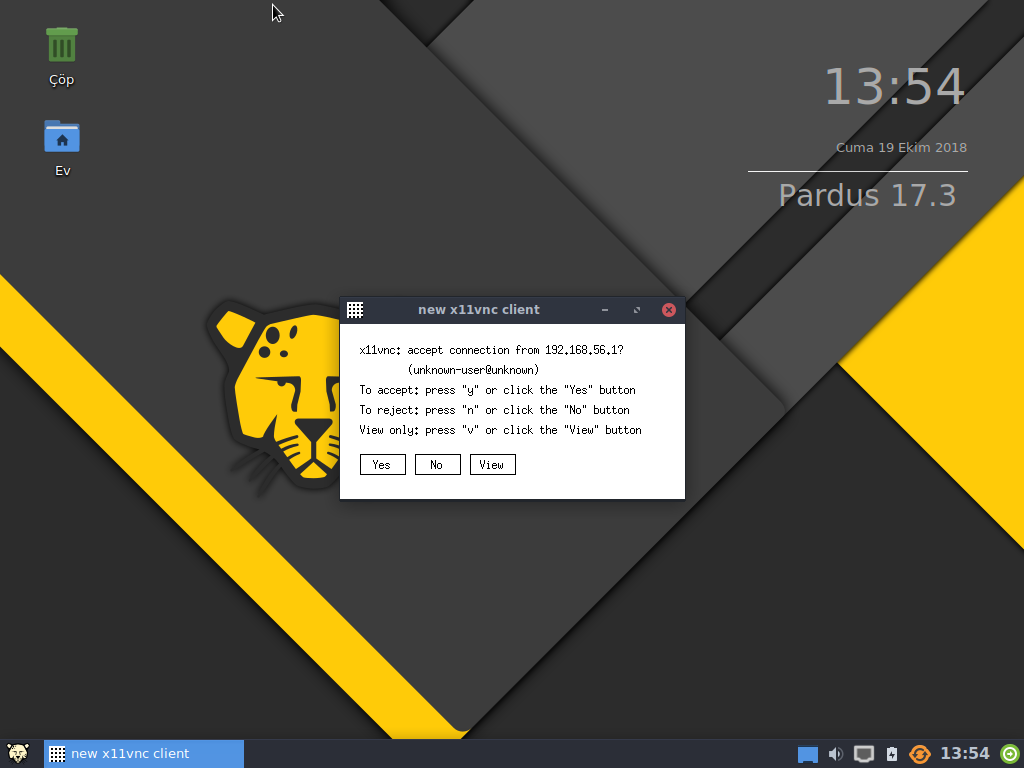 Çöp
Ev
13:54
Cuma 19 Ekim 2018
Pardus 17.3
new x11vnc client
x11vnc: accept connection from 192.168.56.1?
(unknown-user@unknown)
To accept: press "y" or click the "Yes" button
To reject: press "n" or click the "No" button
View only: press "v" or click the "View" button
Yes No View
new x11vnc client 13:54